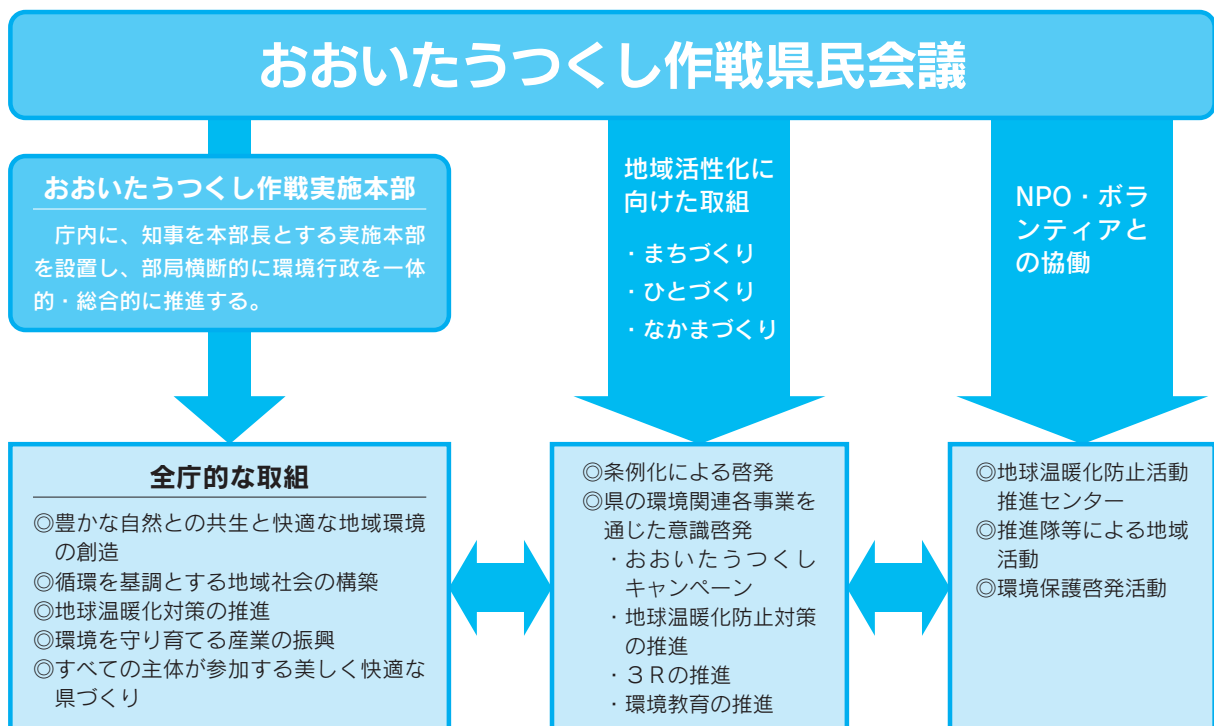 おおいたうつくし作戦県民会議
おおいたうつくし作戦実施本部
庁内に、知事を本部長とする実施本部
を設置し、部局横断的に環境行政を一体
的・総合的に推進する。
地域活性化に
向けた取組
・まちづくり
・ひとづくり
・なかまづくり
NPO・ボラ
ンティアと
の協働
全庁的な取組
◎豊かな自然との共生と快適な地域環境
の創造
◎循環を基調とする地域社会の構築
◎地球温暖化対策の推進
◎環境を守り育てる産業の振興
◎すべての主体が参加する美しく快適な
県づくり
◎条例化による啓発
◎県の環境関連各事業を
通じた意識啓発
・おおいたうつくし
キャンペーン
・地球温暖化防止対策
の推進
・３Ｒの推進
・環境教育の推進
◎地球温暖化防止活動
推進センター
◎推進隊等による地域
活動
◎環境保護啓発活動